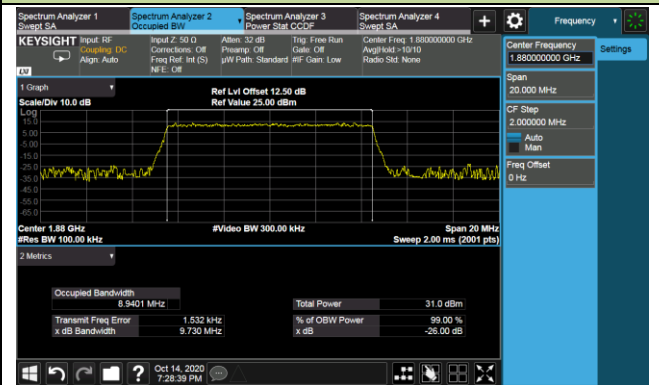 Spectrum Analyzer 1
Swept SA
Spectrum Analyzer 2
Occupied BW
Spectrum Analyzer 3
Power Stat CCDF
Spectrum Analyzer 4
Swept SA
+
Frequency
KEYSIGHT
Input: RF
Coupling: DC
Align: Auto
Input Z: 50 Ω
Corrections: Off
Freq Ref: Int (S)
NFE: Off
Atten: 32 dB
Preamp: Off
µW Path: Standard
Trig: Free Run
Gate: Off
#IF Gain: Low
Center Freq: 1.880000000 GHz
Avg|Hold:>10/10
Radio Std: None
Center Frequency
1.880000000 GHz
Settings
Span
20.000 MHz
CF Step
2.000000 MHz
Auto
Man
Freq Offset
0 Hz
1 Graph
Scale/Div 10.0 dB
Ref Lvl Offset 12.50 dB
Ref Value 25.00 dBm
Log
15.0
5.00
-5.00
-15.0
-25.0
-35.0
-45.0
-55.0
-65.0
Center 1.88 GHz
#Video BW 300.00 kHz
Span 20 MHz
#Res BW 100.00 kHz
Sweep 2.00 ms (2001 pts)
2 Metrics
Occupied Bandwidth
8.9401 MHz
Total Power 31.0 dBm
Transmit Freq Error 1.532 kHz
% of OBW Power 99.00 %
x dB Bandwidth 9.730 MHz
x dB -26.00 dB
?
Oct 14, 2020
7:28:39 PM